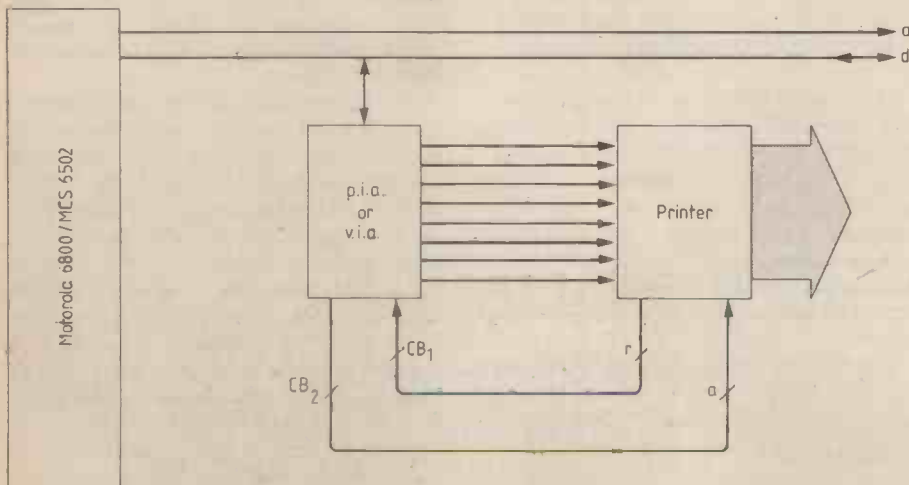 a
d
Motorola 6800/MCS 6502
p.i.a.
or
v.i.a.
Printer
CB1
r
CB2
a